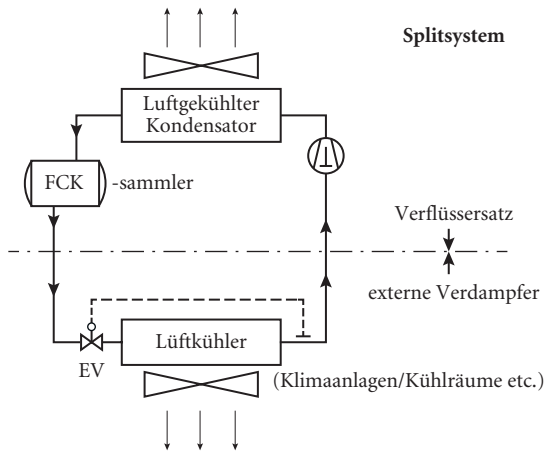 Splitsystem
Luftgekühlter
Kondensator
FCK
-sammler
Verflüssersatz
externe Verdampfer
Lüftkühler
EV
(Klimaanlagen/Kühlräume etc.)